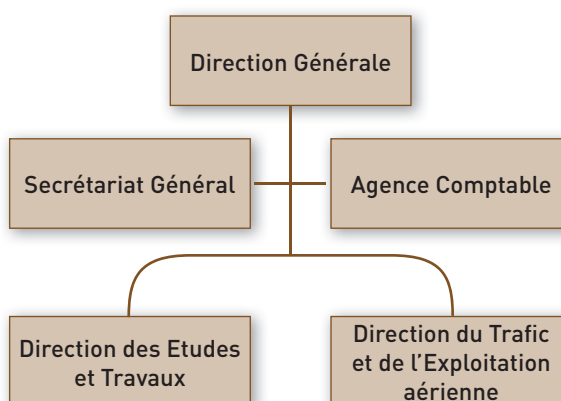 Direction Générale
Secrétariat Général
Agence Comptable
Direction des Etudes
et Travaux
Direction du Trafic
et de l'Exploitation
aérienne